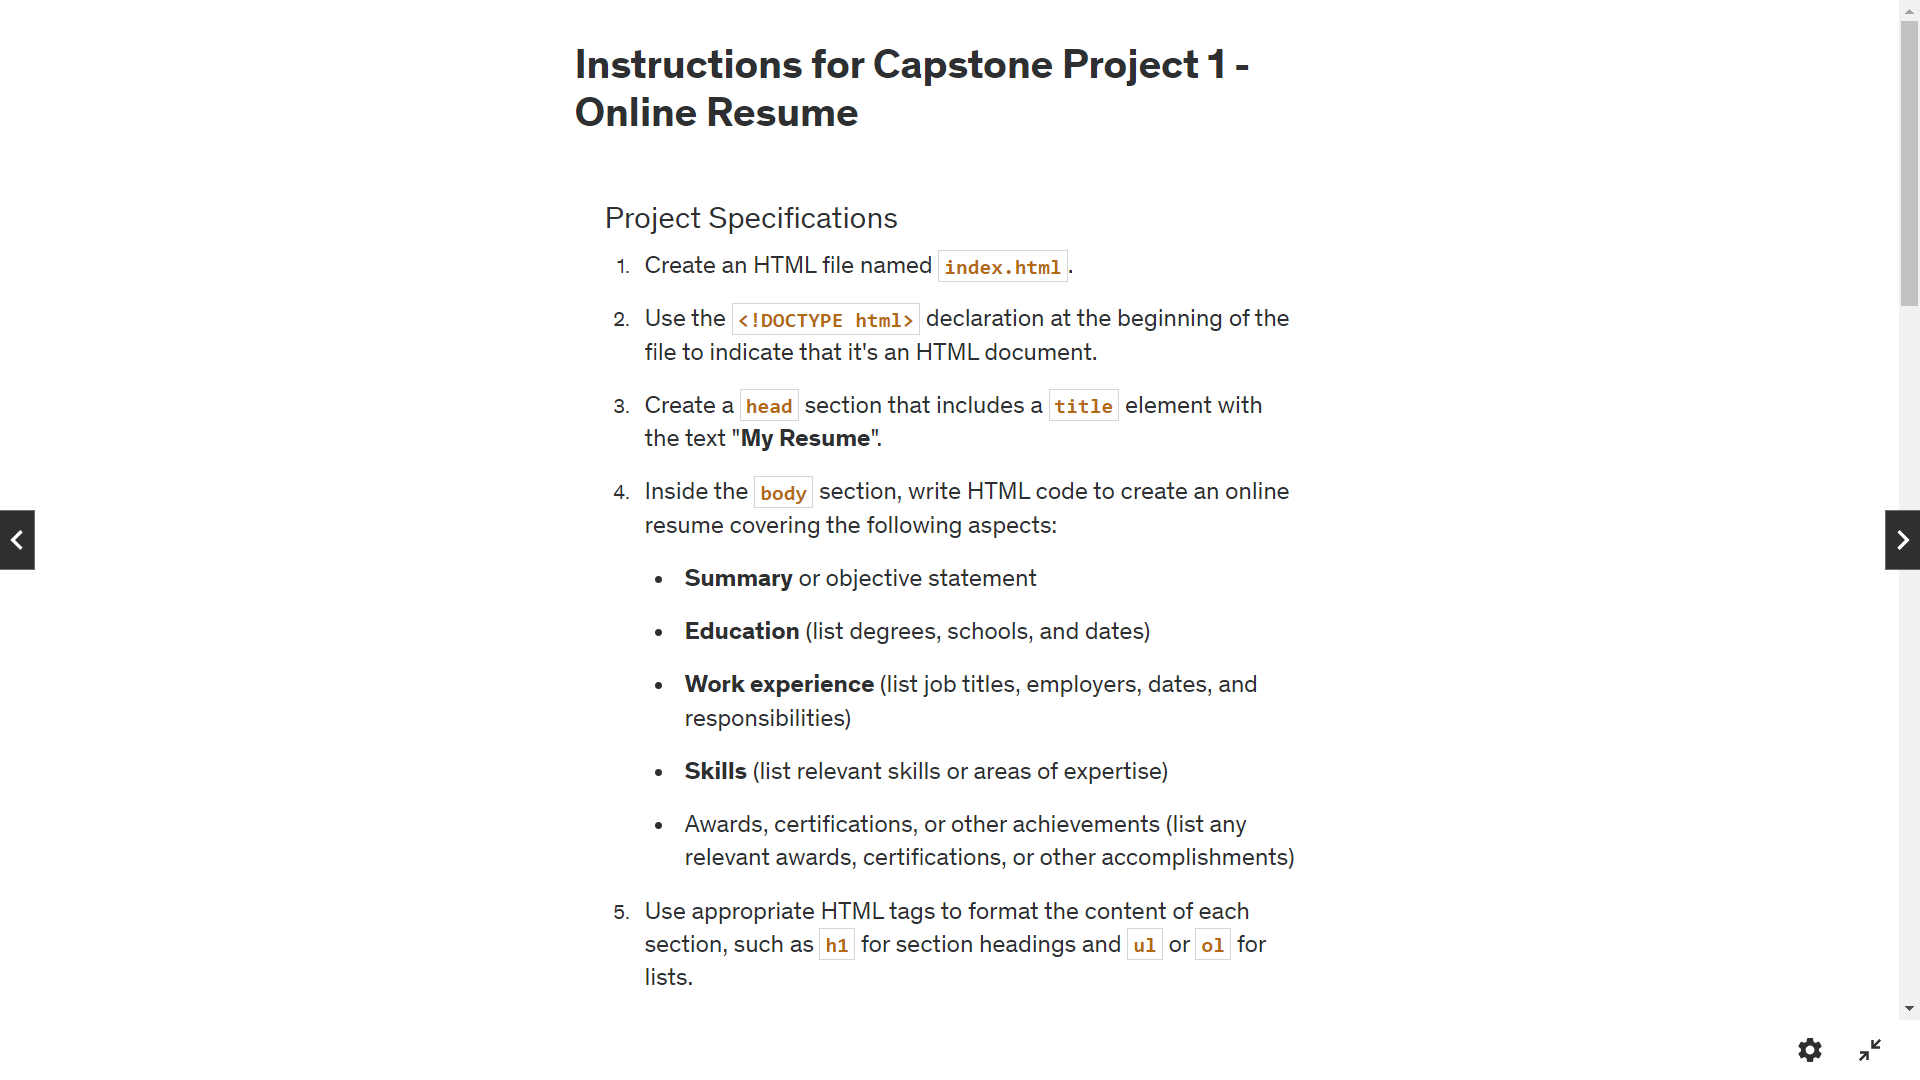 Instructions for Capstone Project 1 -
Online Resume
Project Specifications
1. Create an HTML file named index.html.
2. Use the <!DOCTYPE html> declaration at the beginning of the
file to indicate that it's an HTML document.
3. Create a head section that includes a title element with
the text "My Resume".
4. Inside the body section, write HTML code to create an online
resume covering the following aspects:
• Summary or objective statement
• Education (list degrees, schools, and dates)
• Work experience (list job titles, employers, dates, and
responsibilities)
• Skills (list relevant skills or areas of expertise)
• Awards, certifications, or other achievements (list any
relevant awards, certifications, or other accomplishments)
5. Use appropriate HTML tags to format the content of each
section, such as h1 for section headings and ul or ol for
lists.